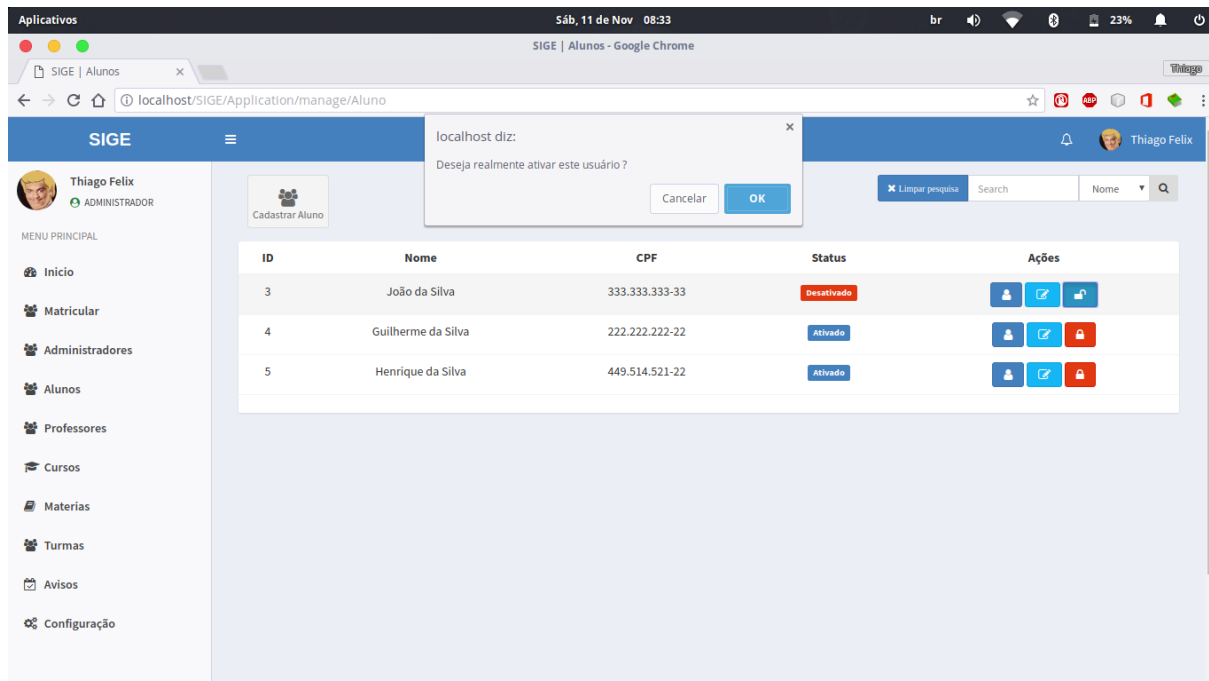 Aplicativos Sáb, 11 de Nov 08:33 br 23%
SIGE | Alunos - Google Chrome
SIGE | Alunos × Thiago
localhost/SIGE/Application/manage/Aluno ABP
SIGE Thiago Felix
localhost diz: ×
Deseja realmente ativar este usuário ?
Cancelar OK
Thiago Felix
ADMINISTRADOR
Cadastrar Aluno
Limpar pesquisa Search Nome
MENU PRINCIPAL
Inicio
Matricular
Administradores
Alunos
Professores
Cursos
Materias
Turmas
Avisos
Configuração
ID Nome CPF Status Ações
3 João da Silva 333.333.333-33 Desativado
4 Guilherme da Silva 222.222.222-22 Ativado
5 Henrique da Silva 449.514.521-22 Ativado